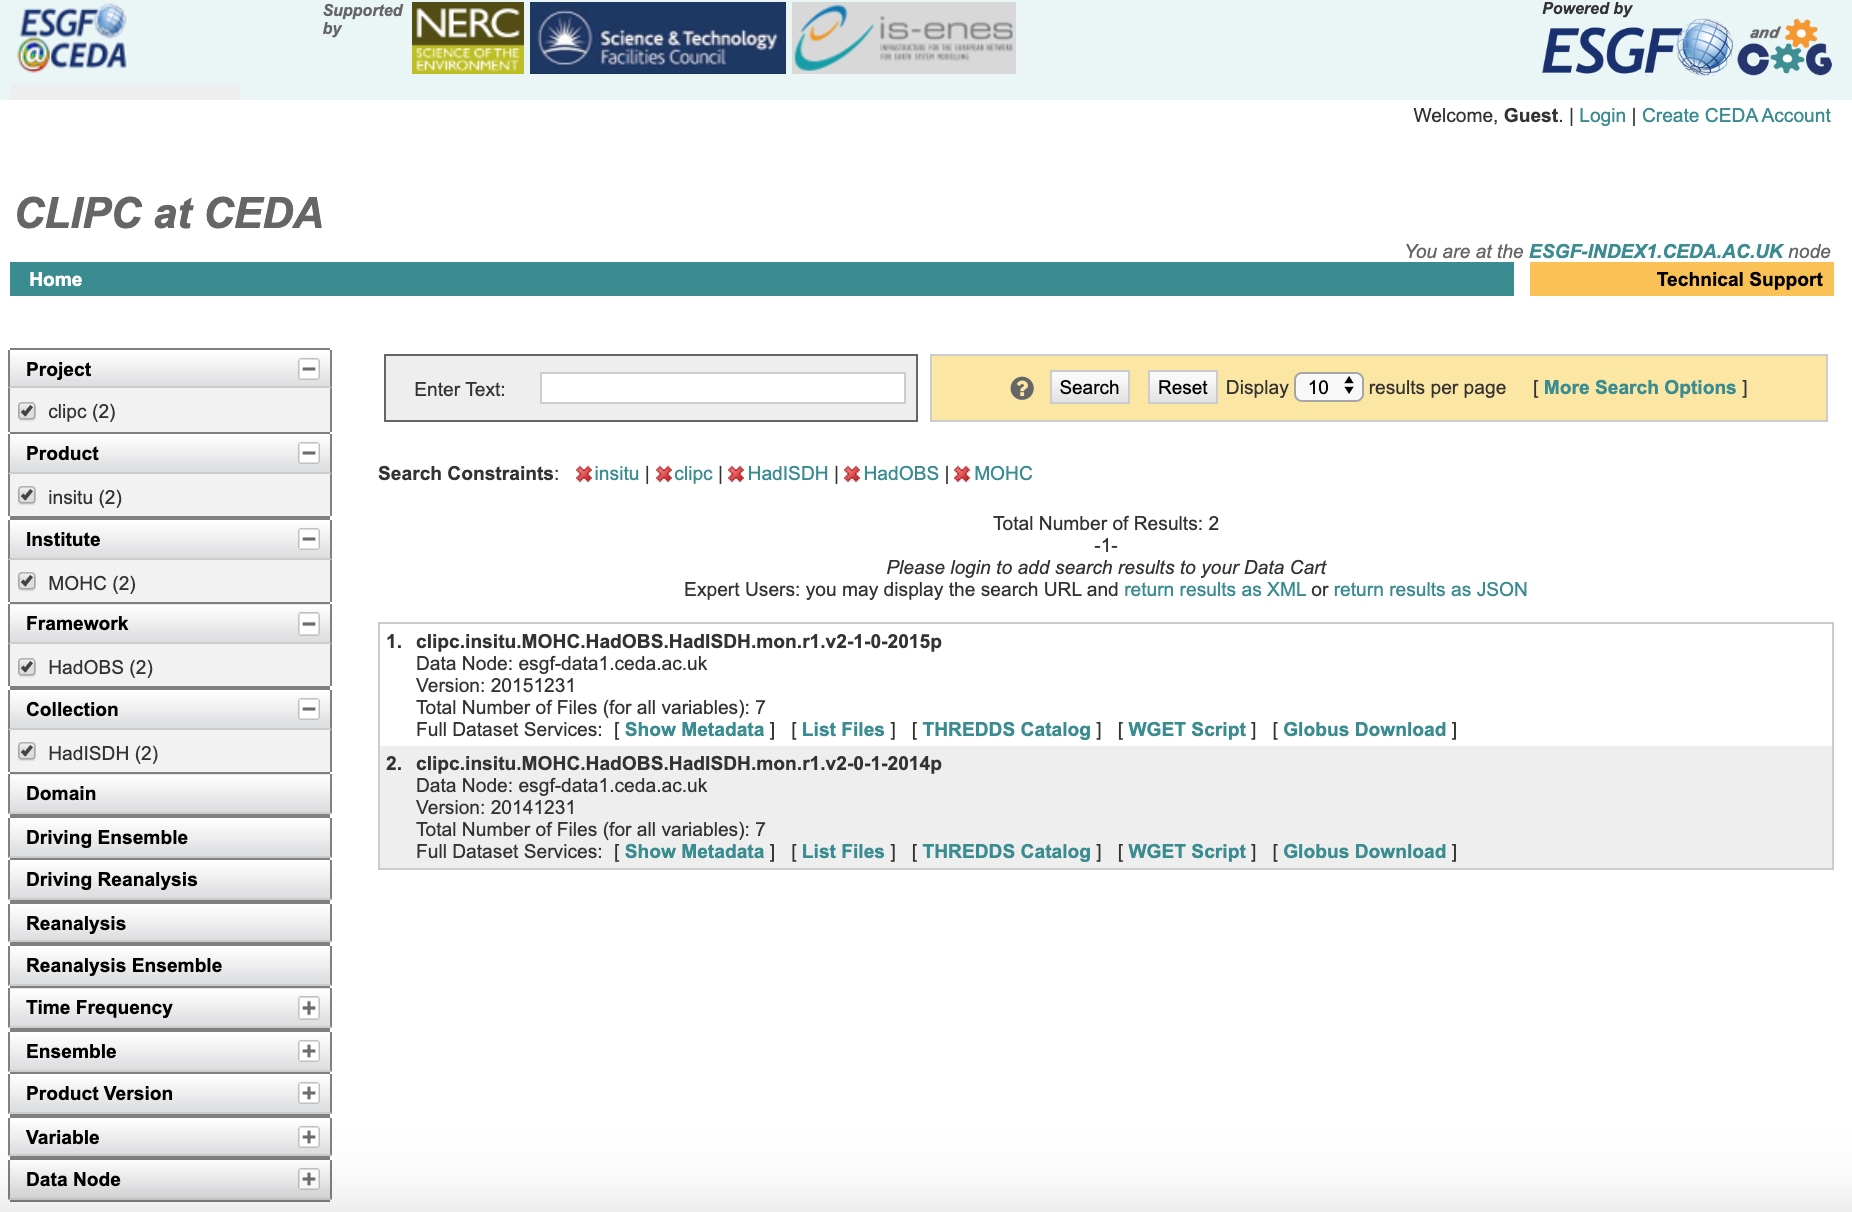 ESGF
@CEDA
Supported
by
NERC
SCIENCE OF THE
ENVIRONMENT
Science & Technology
Facilities Council
is-enes
INFRASTRUCTURE FOR THE EUROPEAN NETWORK
FOR EARTH SYSTEM MODELLING
Powered by
ESGF and COG
Welcome, Guest. | Login | Create CEDA Account
CLIPC at CEDA
You are at the ESGF-INDEX1.CEDA.AC.UK node
Home
Technical Support
Project
clipc (2)
Product
insitu (2)
Institute
MOHC (2)
Framework
HadOBS (2)
Collection
HadISDH (2)
Domain
Driving Ensemble
Driving Reanalysis
Reanalysis
Reanalysis Ensemble
Time Frequency
Ensemble
Product Version
Variable
Data Node
Enter Text:
? Search Reset Display 10 results per page [ More Search Options ]
Search Constraints: insitu | clipc | HadISDH | HadOBS | MOHC
Total Number of Results: 2
-1-
Please login to add search results to your Data Cart
Expert Users: you may display the search URL and return results as XML or return results as JSON
1. clipc.insitu.MOHC.HadOBS.HadISDH.mon.r1.v2-1-0-2015p
Data Node: esgf-data1.ceda.ac.uk
Version: 20151231
Total Number of Files (for all variables): 7
Full Dataset Services: [ Show Metadata ] [ List Files ] [ THREDDS Catalog ] [ WGET Script ] [ Globus Download ]
2. clipc.insitu.MOHC.HadOBS.HadISDH.mon.r1.v2-0-1-2014p
Data Node: esgf-data1.ceda.ac.uk
Version: 20141231
Total Number of Files (for all variables): 7
Full Dataset Services: [ Show Metadata ] [ List Files ] [ THREDDS Catalog ] [ WGET Script ] [ Globus Download ]